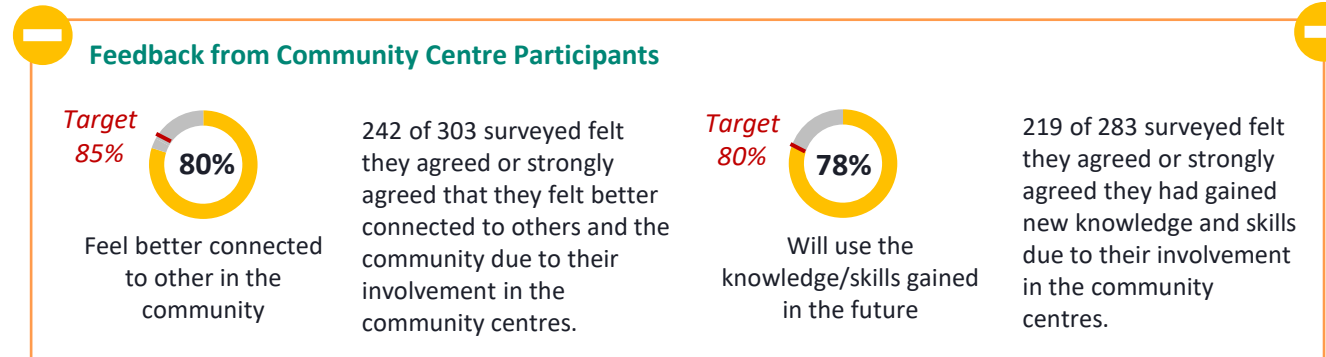 Feedback from Community Centre Participants
Target
85%
80%
Feel better connected
to other in the
community
242 of 303 surveyed felt
they agreed or strongly
agreed that they felt better
connected to others and the
community due to their
involvement in the
community centres.
Target
80%
78%
Will use the
knowledge/skills gained
in the future
219 of 283 surveyed felt
they agreed or strongly
agreed they had gained
new knowledge and skills
due to their involvement
in the community
centres.